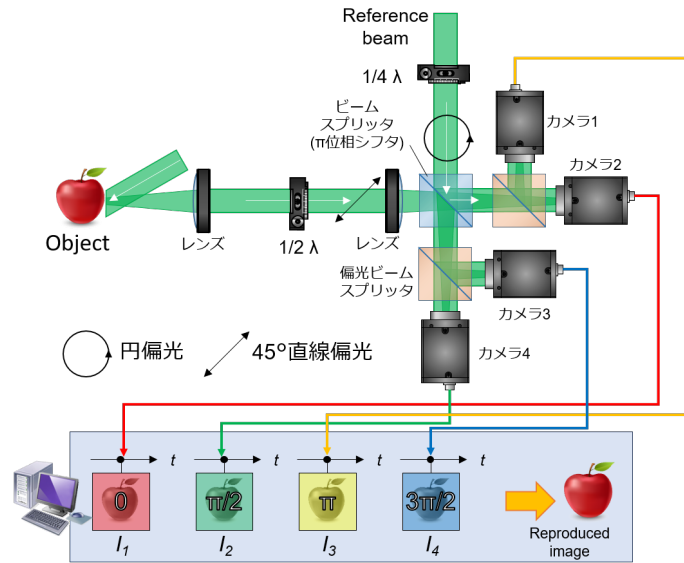 Reference
beam
1/4 λ
ビーム
スプリッタ
(π位相シフタ)
カメラ1
カメラ2
Object
レンズ
1/2 λ
レンズ
偏光ビーム
スプリッタ
カメラ3
カメラ4
円偏光
45º直線偏光
t
t
t
t
0
π/2
π
3π/2
I1
I2
I3
I4
Reproduced
image